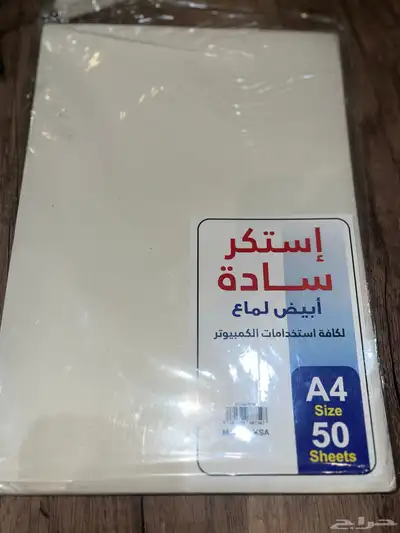 إستكر
سادة
أبيض لماع
لكافة استخدامات الكمبيوتر
A4
Size
50
Sheets
KSA
حراج